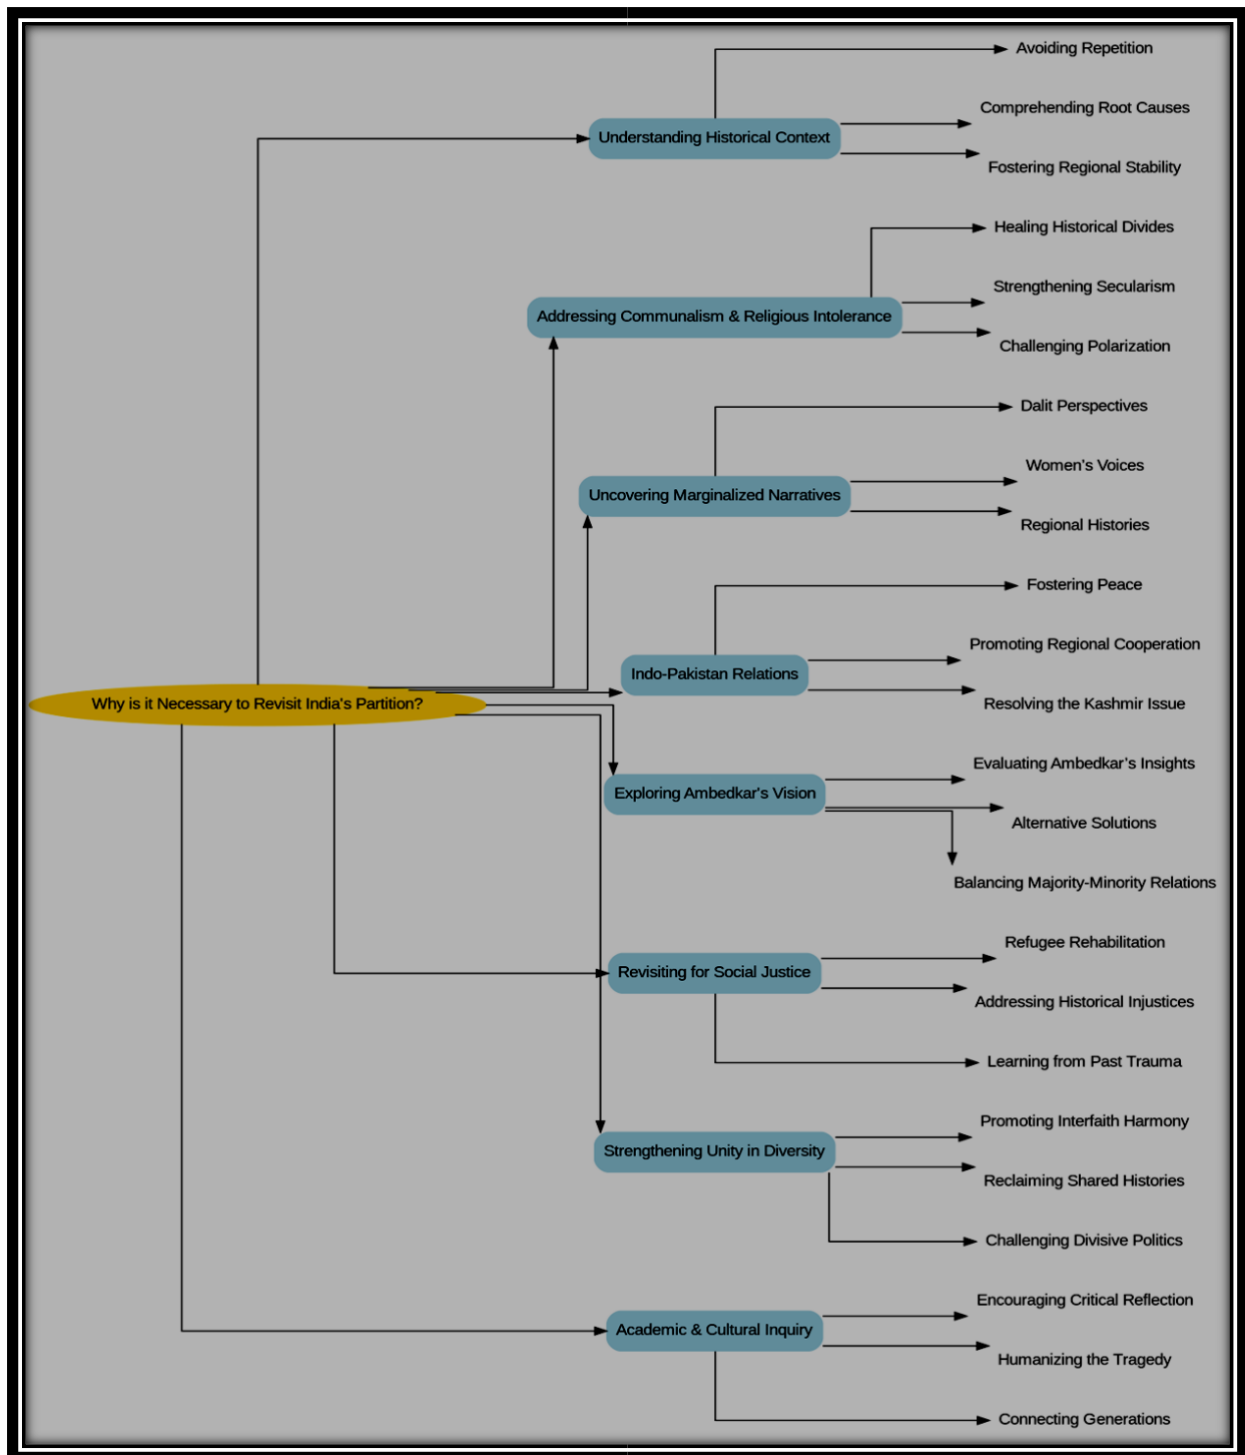 Why is it Necessary to Revisit India's Partition?
Understanding Historical Context
Avoiding Repetition
Comprehending Root Causes
Fostering Regional Stability
Addressing Communalism & Religious Intolerance
Healing Historical Divides
Strengthening Secularism
Challenging Polarization
Uncovering Marginalized Narratives
Dalit Perspectives
Women's Voices
Regional Histories
Indo-Pakistan Relations
Fostering Peace
Promoting Regional Cooperation
Resolving the Kashmir Issue
Exploring Ambedkar's Vision
Evaluating Ambedkar's Insights
Alternative Solutions
Balancing Majority-Minority Relations
Revisiting for Social Justice
Refugee Rehabilitation
Addressing Historical Injustices
Learning from Past Trauma
Strengthening Unity in Diversity
Promoting Interfaith Harmony
Reclaiming Shared Histories
Challenging Divisive Politics
Academic & Cultural Inquiry
Encouraging Critical Reflection
Humanizing the Tragedy
Connecting Generations